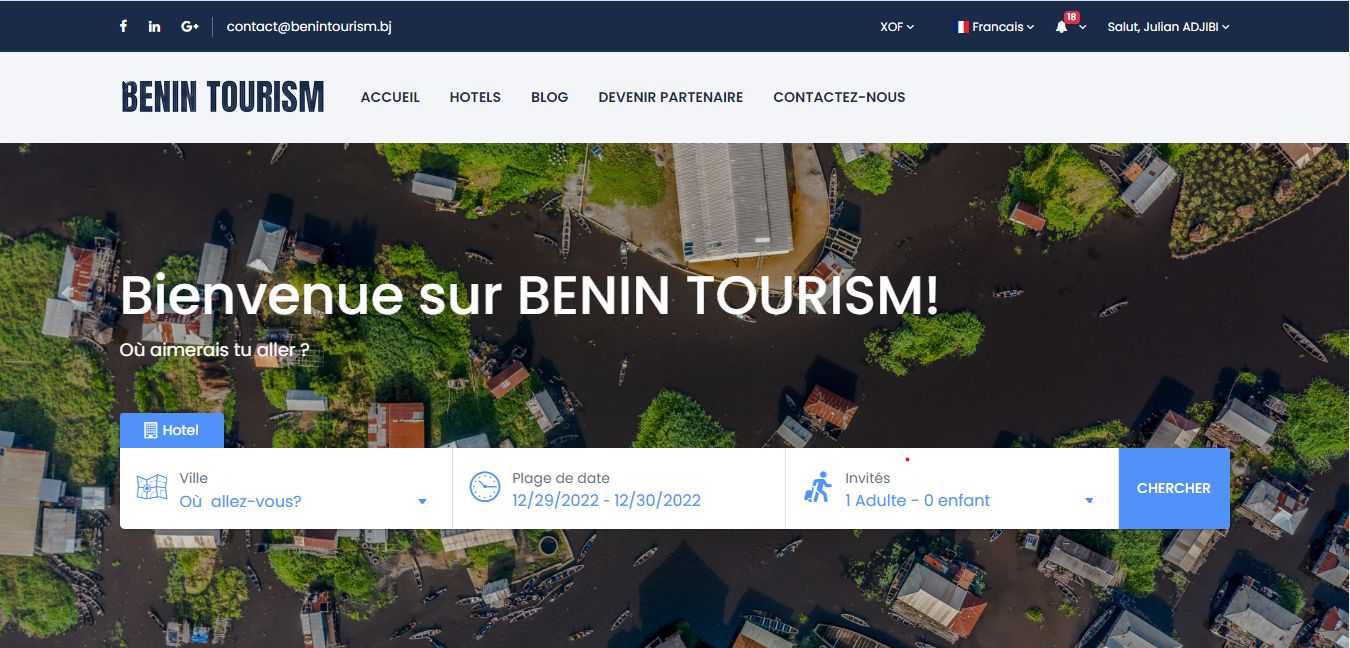 f in G+ contact@benintourism.bj XOF Francais 18 Salut, Julian ADJIBI
BENIN TOURISM ACCUEIL HOTELS BLOG DEVENIR PARTENAIRE CONTACTEZ-NOUS
Bienvenue sur BENIN TOURISM!
Où aimerais tu aller ?
Hotel
Ville Plage de date Invités
Où allez-vous? 12/29/2022 - 12/30/2022 1 Adulte - 0 enfant
CHERCHER